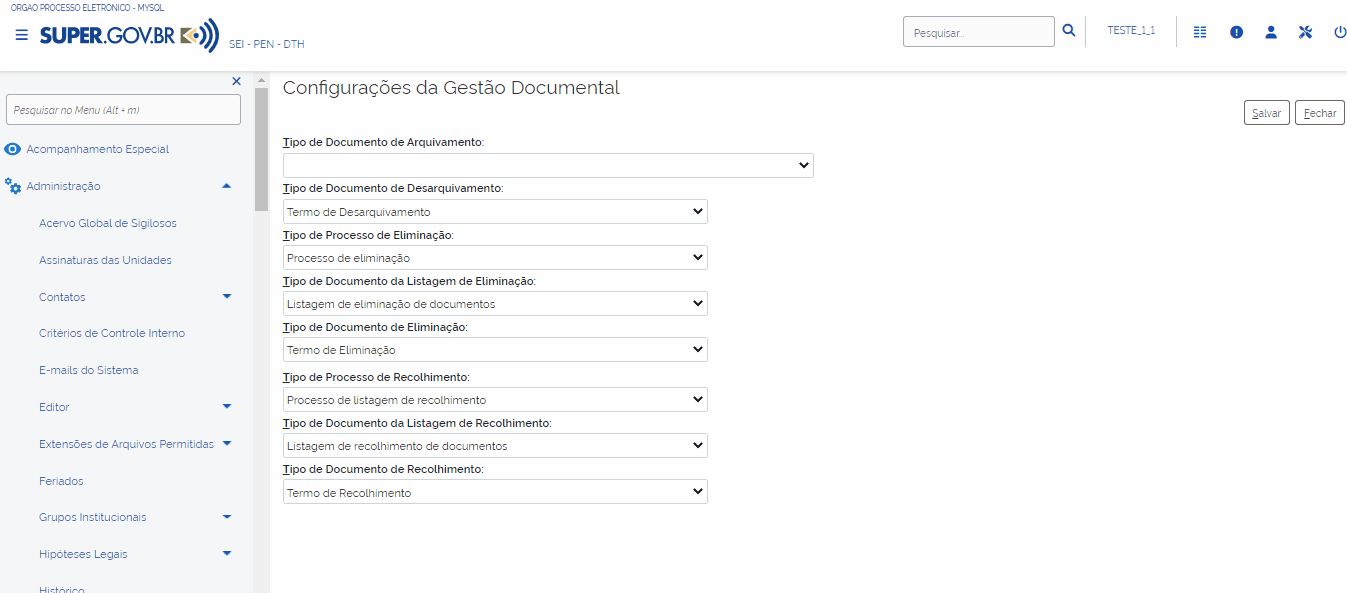 ORGAO PROCESSO ELETRONICO - MYSQL
SUPER.GOV.BR
SEI - PEN - DTH
Pesquisar...
TESTE_1_1
Pesquisar no Menu (Alt + m)
Acompanhamento Especial
Administração
Acervo Global de Sigilosos
Assinaturas das Unidades
Contatos
Critérios de Controle Interno
E-mails do Sistema
Editor
Extensões de Arquivos Permitidas
Feriados
Grupos Institucionais
Hipóteses Legais
Histórico
Configurações da Gestão Documental
Salvar
Fechar
Tipo de Documento de Arquivamento:
Tipo de Documento de Desarquivamento:
Termo de Desarquivamento
Tipo de Processo de Eliminação:
Processo de eliminação
Tipo de Documento da Listagem de Eliminação:
Listagem de eliminação de documentos
Tipo de Documento de Eliminação:
Termo de Eliminação
Tipo de Processo de Recolhimento:
Processo de listagem de recolhimento
Tipo de Documento da Listagem de Recolhimento:
Listagem de recolhimento de documentos
Tipo de Documento de Recolhimento:
Termo de Recolhimento